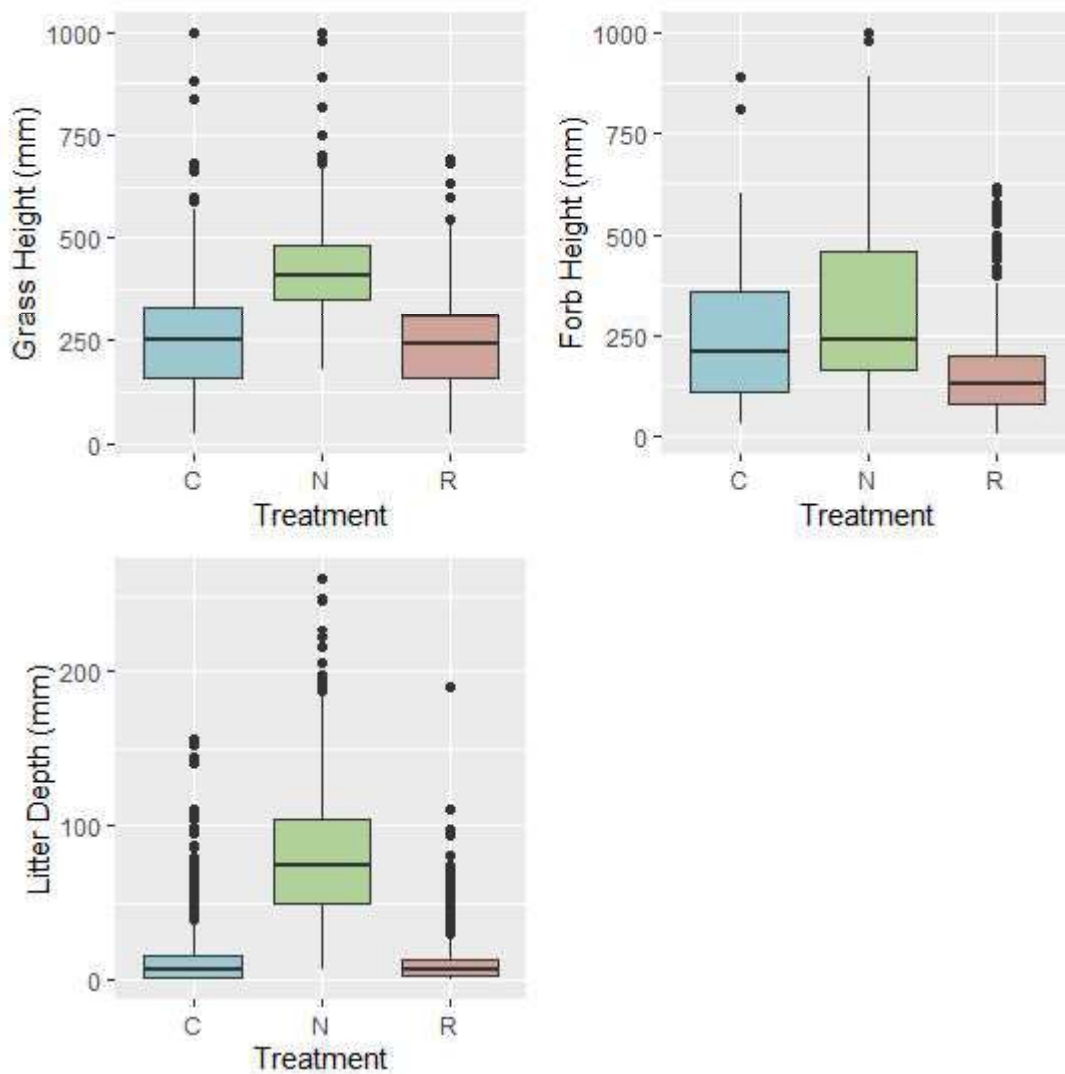 Grass Height (mm)
1000
750
500
250
0
C N R
Treatment
Forb Height (mm)
1000
750
500
250
0
C N R
Treatment
Litter Depth (mm)
200
100
0
C N R
Treatment